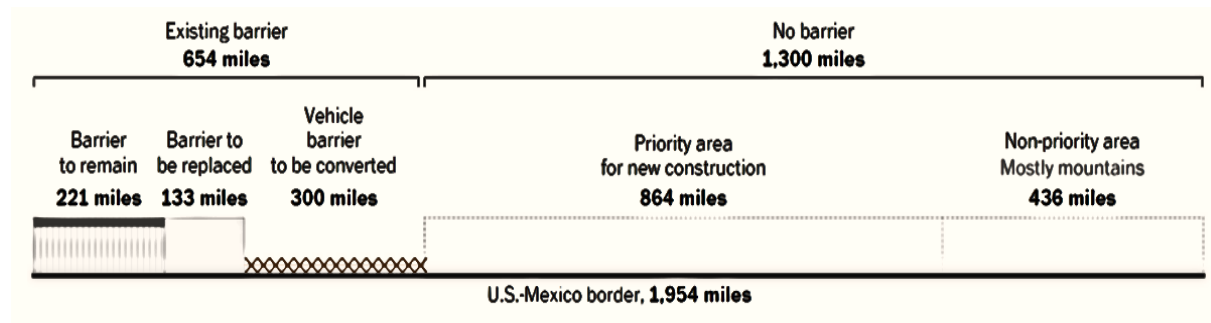 Existing barrier
654 miles
No barrier
1,300 miles
Barrier
to remain
221 miles
Barrier to
be replaced
133 miles
Vehicle
barrier
to be converted
300 miles
Priority area
for new construction
864 miles
Non-priority area
Mostly mountains
436 miles
U.S.-Mexico border, 1,954 miles